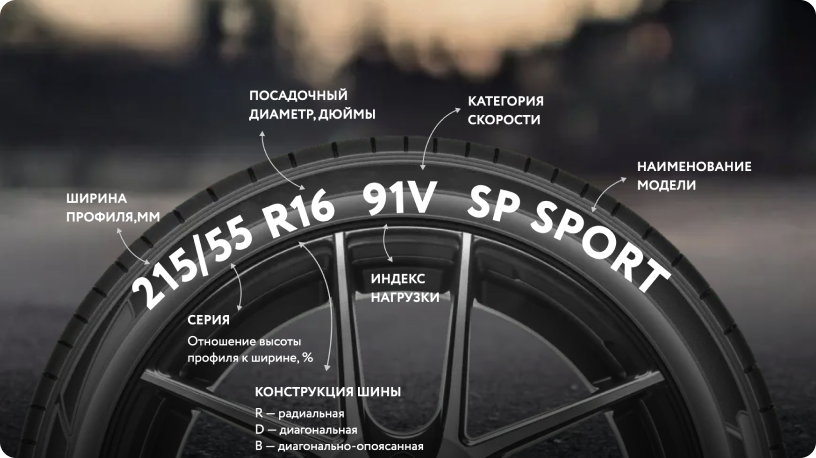 ПОСАДОЧНЫЙ
ДИАМЕТР, ДЮЙМЫ
КАТЕГОРИЯ
СКОРОСТИ
НАИМЕНОВАНИЕ
МОДЕЛИ
ШИРИНА
ПРОФИЛЯ,ММ
215/55 R16 91V SP SPORT
ИНДЕКС
НАГРУЗКИ
СЕРИЯ
Отношение высоты
профиля к ширине, %
КОНСТРУКЦИЯ ШИНЫ
R — радиальная
D — диагональная
B — диагонально-опоясанная